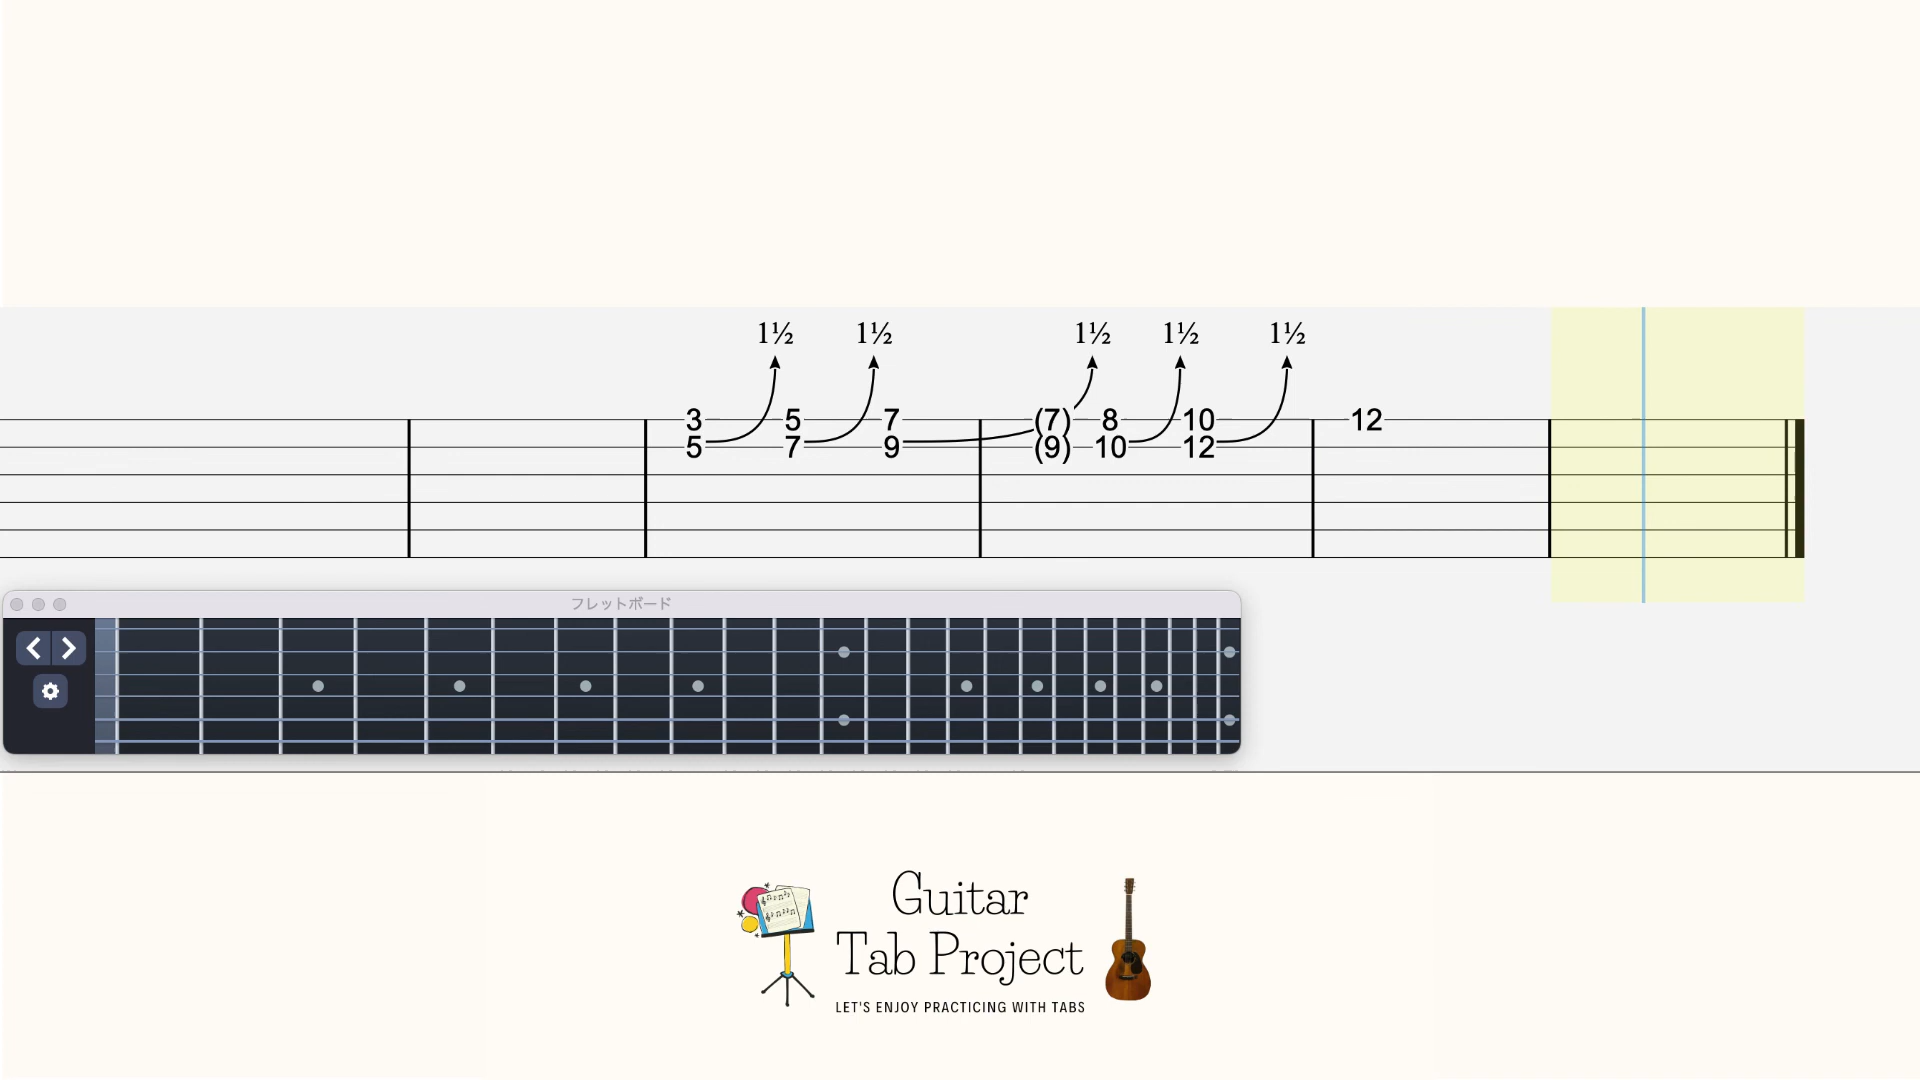 1½ 1½ 1½ 1½ 1½
3 5 7 (7) 8 10 12
5 7 9 (9) 10 12
フレットボード
Guitar
Tab Project
LET'S ENJOY PRACTICING WITH TABS